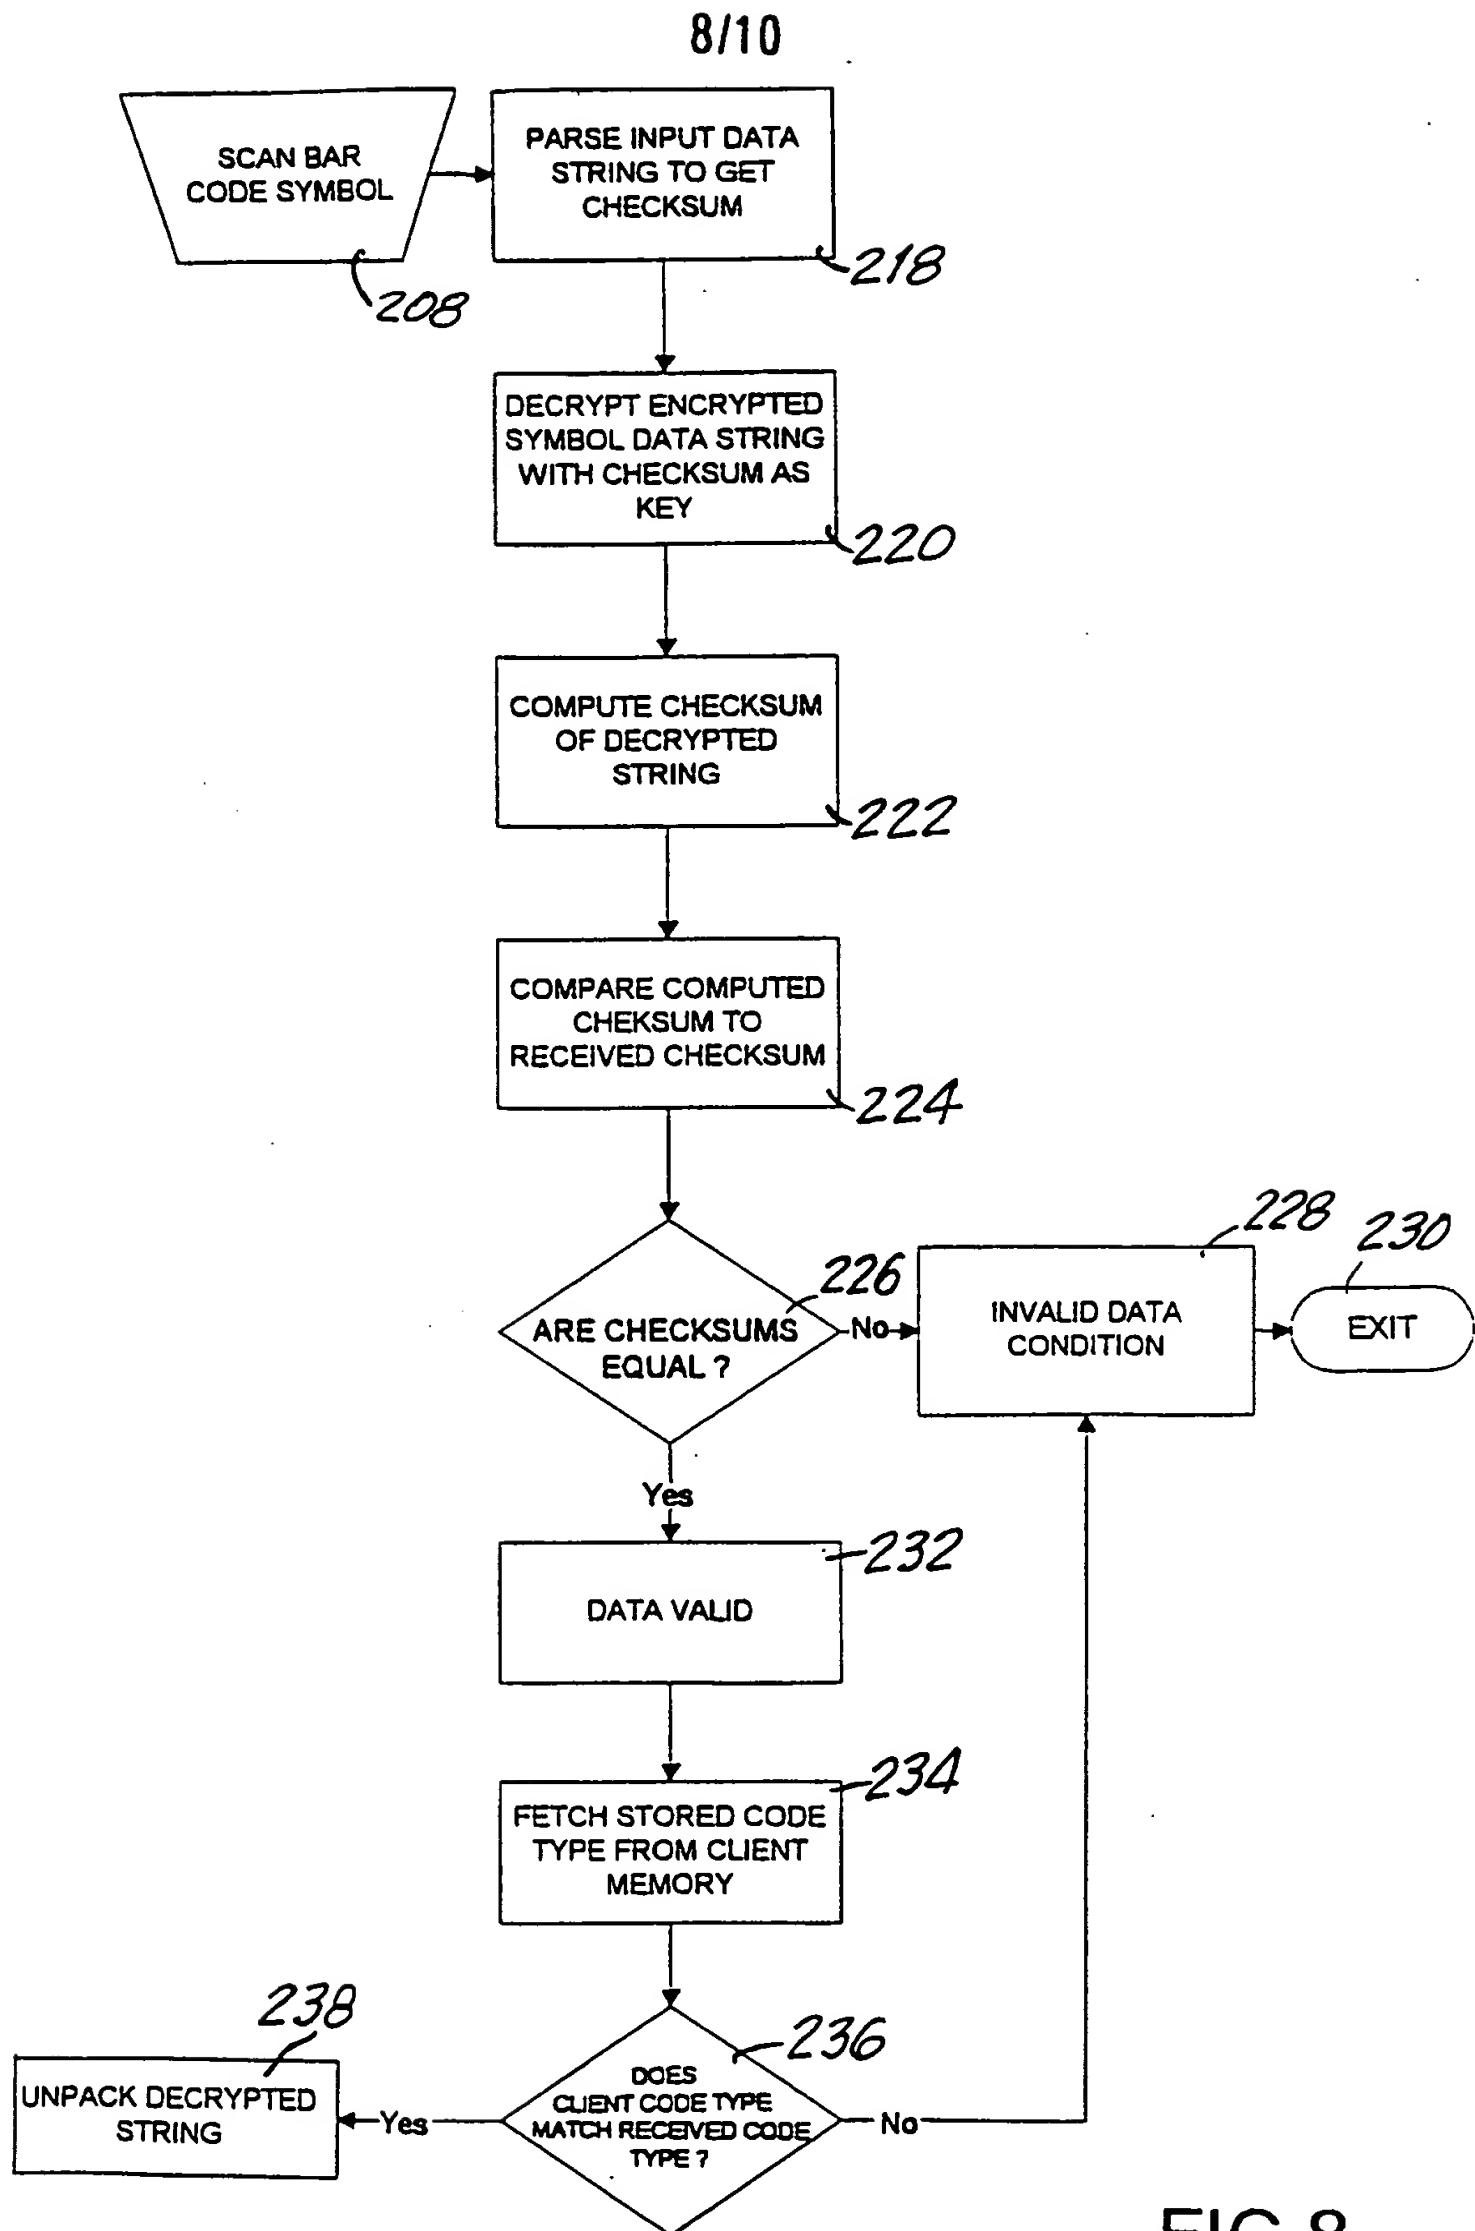 8/10
SCAN BAR
CODE SYMBOL
208
PARSE INPUT DATA
STRING TO GET
CHECKSUM
218
DECRYPT ENCRYPTED
SYMBOL DATA STRING
WITH CHECKSUM AS
KEY
220
COMPUTE CHECKSUM
OF DECRYPTED
STRING
222
COMPARE COMPUTED
CHEKSUM TO
RECEIVED CHECKSUM
224
ARE CHECKSUMS
EQUAL ?
226
No
INVALID DATA
CONDITION
228
EXIT
230
Yes
DATA VALID
232
FETCH STORED CODE
TYPE FROM CLIENT
MEMORY
234
DOES
CLIENT CODE TYPE
MATCH RECEIVED CODE
TYPE ?
236
No
Yes
UNPACK DECRYPTED
STRING
238
FIG 8